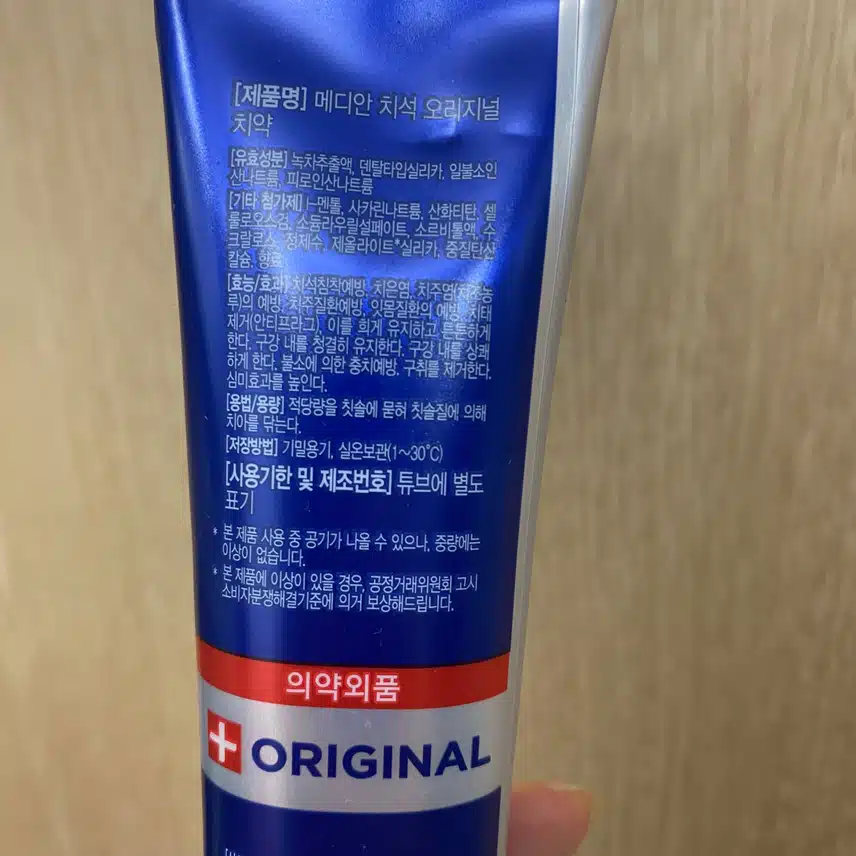 [제품명] 메디안 치석 오리지널
치약
[유효성분] 녹차추출액, 덴탈타입실리카, 일불소인
산나트륨, 피로인산나트륨
[기타 첨가제] l-멘톨, 사카린나트륨, 산화티탄, 셀
룰로오스검, 소듐라우릴설페이트, 소르비톨액, 수
크랄로스, 정제수, 제올라이트*실리카, 중질탄산
칼슘, 향료
[효능/효과] 치석침착예방, 치은염, 치주염(치조농
루)의 예방, 치주질환예방, 잇몸질환의 예방, 치태
제거(안티프라그), 이를 희게 유지하고 튼튼하게
한다. 구강 내를 청결히 유지한다. 구강 내를 상쾌
하게 한다. 불소에 의한 충치예방. 구취를 제거한다.
심미효과를 높인다.
[용법/용량] 적당량을 칫솔에 묻혀 칫솔질에 의해
치아를 닦는다.
[저장방법] 기밀용기, 실온보관(1~30°C)
[사용기한 및 제조번호] 튜브에 별도
표기
* 본 제품 사용 중 공기가 나올 수 있으나, 중량에는
이상이 없습니다.
* 본 제품에 이상이 있을 경우, 공정거래위원회 고시
소비자분쟁해결기준에 의거 보상해드립니다.
의약외품
ORIGINAL